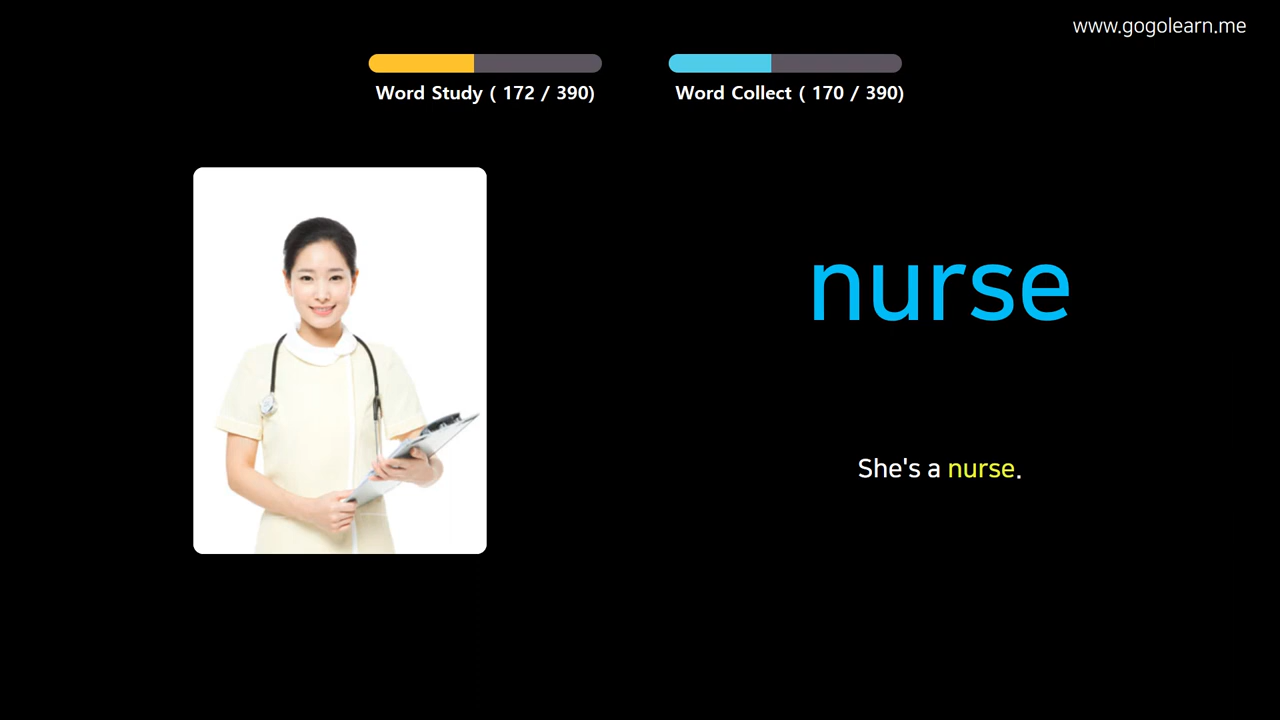 www.gogolearn.me
Word Study ( 172 / 390)
Word Collect ( 170 / 390)
nurse
She's a nurse.